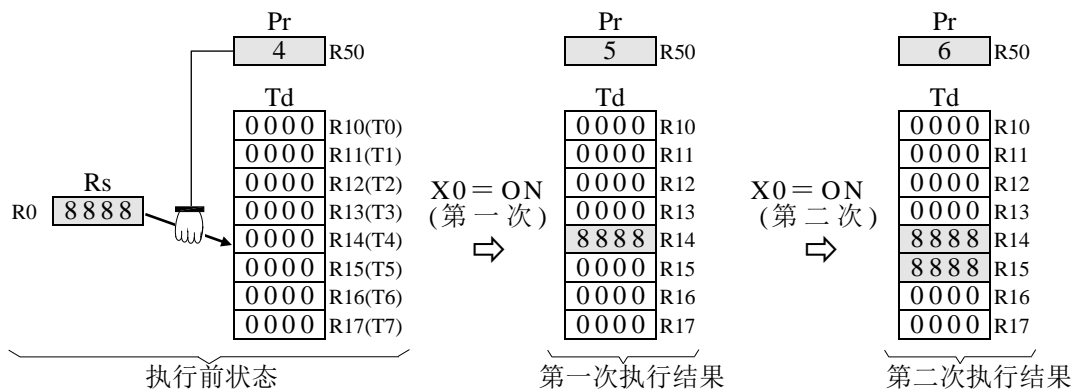 Pr
4 R50
Td
0000 R10(T0)
0000 R11(T1)
0000 R12(T2)
0000 R13(T3)
0000 R14(T4)
0000 R15(T5)
0000 R16(T6)
0000 R17(T7)
Rs
R0 8888
执行前状态
X0＝ON
(第一次)
Pr
5 R50
Td
0000 R10
0000 R11
0000 R12
0000 R13
8888 R14
0000 R15
0000 R16
0000 R17
第一次执行结果
X0＝ON
(第二次)
Pr
6 R50
Td
0000 R10
0000 R11
0000 R12
0000 R13
8888 R14
8888 R15
0000 R16
0000 R17
第二次执行结果